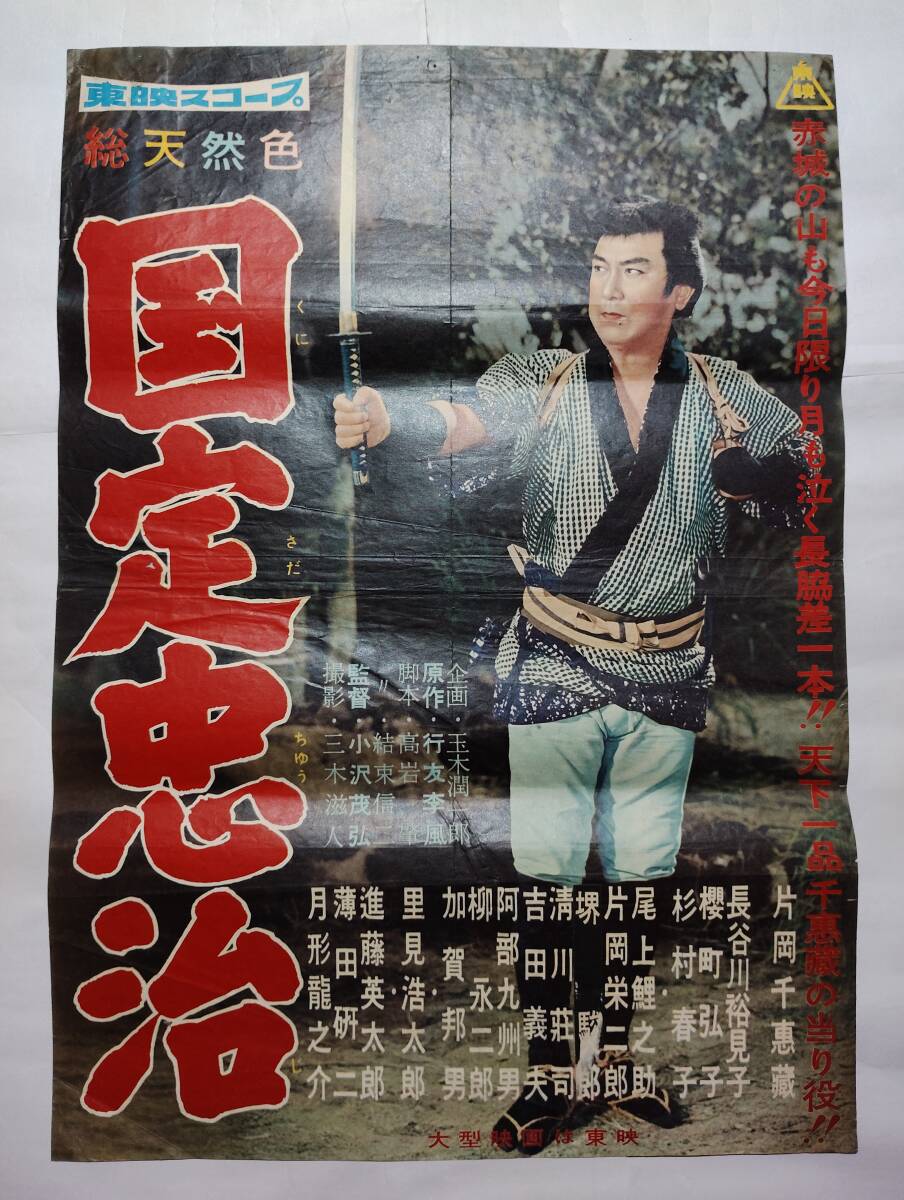 東映
赤城の山も今日限り月も泣く長脇差一本!! 天下一品千惠蔵の当り役!!
東映スコープ
総天然色
国定忠治
くに
さだ
ちゆう
じ
企画・玉木潤一郎
原作・行友李風
脚本・高岩肇
〃・結束信二
監督・小沢茂弘
撮影・三木滋人
片岡千惠蔵
長谷川裕見子
櫻町弘子
杉村春子
尾上鯉之助
片岡栄二郎
堺駿二郎
清川荘司
吉田義夫
阿部九州男
柳永二郎
加賀邦男
里見浩太郎
進藤英太郎
薄田研二
月形龍之介
大型映画は東映